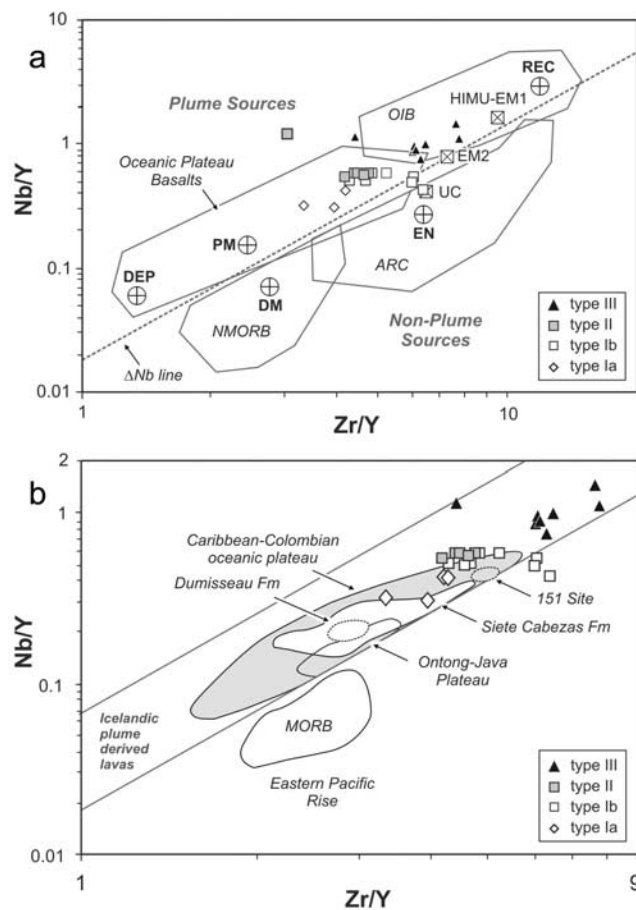 a
10
REC
HIMU-EM1
Plume Sources
OIB
1
EM2
Oceanic Plateau
Basalts
UC
Nb/Y
PM
EN
0.1
DEP
ARC
DM
NMORB
Non-Plume
Sources
ΔNb line
type III
type II
type Ib
type Ia
0.01
1
10
Zr/Y
b
2
1
Caribbean-Colombian
oceanic plateau
Dumisseau Fm
151 Site
Siete Cabezas Fm
Nb/Y
Ontong-Java
Plateau
0.1
MORB
Icelandic
plume
derived
lavas
Eastern Pacific
Rise
type III
type II
type Ib
type Ia
0.01
1
9
Zr/Y